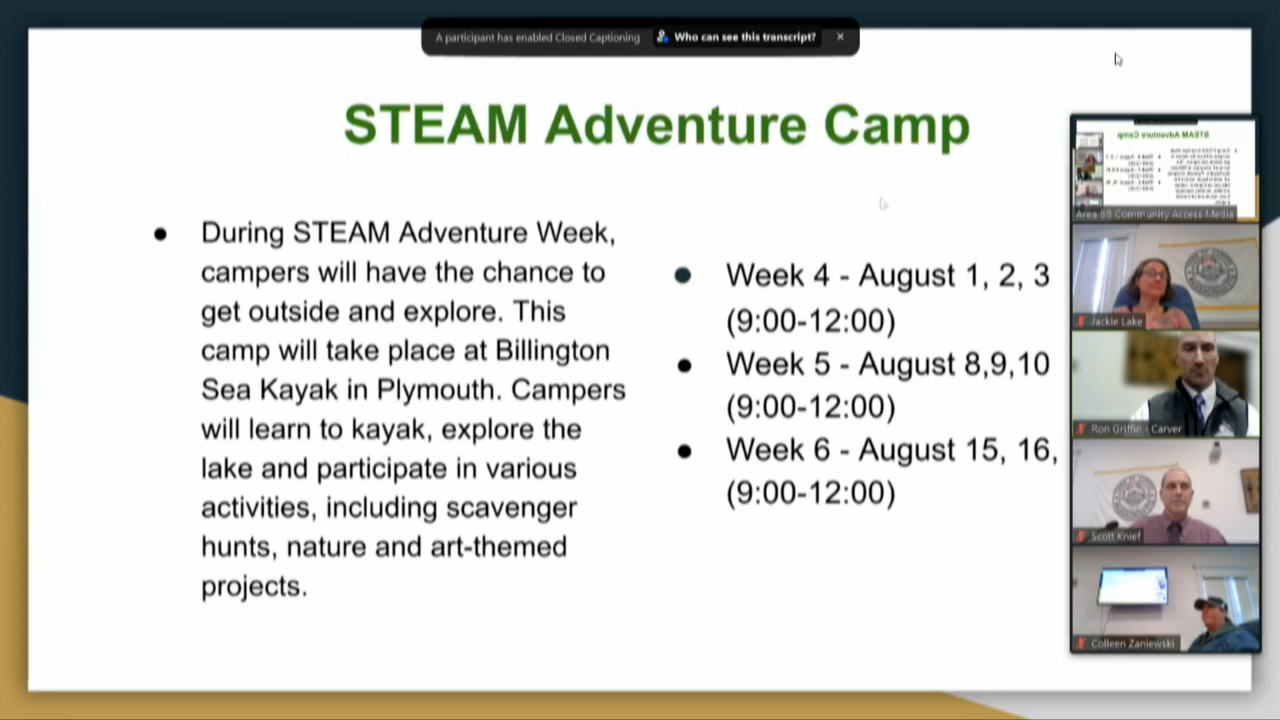 A participant has enabled Closed Captioning Who can see this transcript?
STEAM Adventure Camp
During STEAM Adventure Week,
campers will have the chance to
get outside and explore. This
camp will take place at Billington
Sea Kayak in Plymouth. Campers
will learn to kayak, explore the
lake and participate in various
activities, including scavenger
hunts, nature and art-themed
projects.
Week 4 - August 1, 2, 3
(9:00-12:00)
Week 5 - August 8,9,10
(9:00-12:00)
Week 6 - August 15, 16,
(9:00-12:00)
STEAM Adventure Camp
Area 58 Community Access Media
Jackie Lake
Ron Griffin - Carver
Scott Knief
Colleen Zaniewski